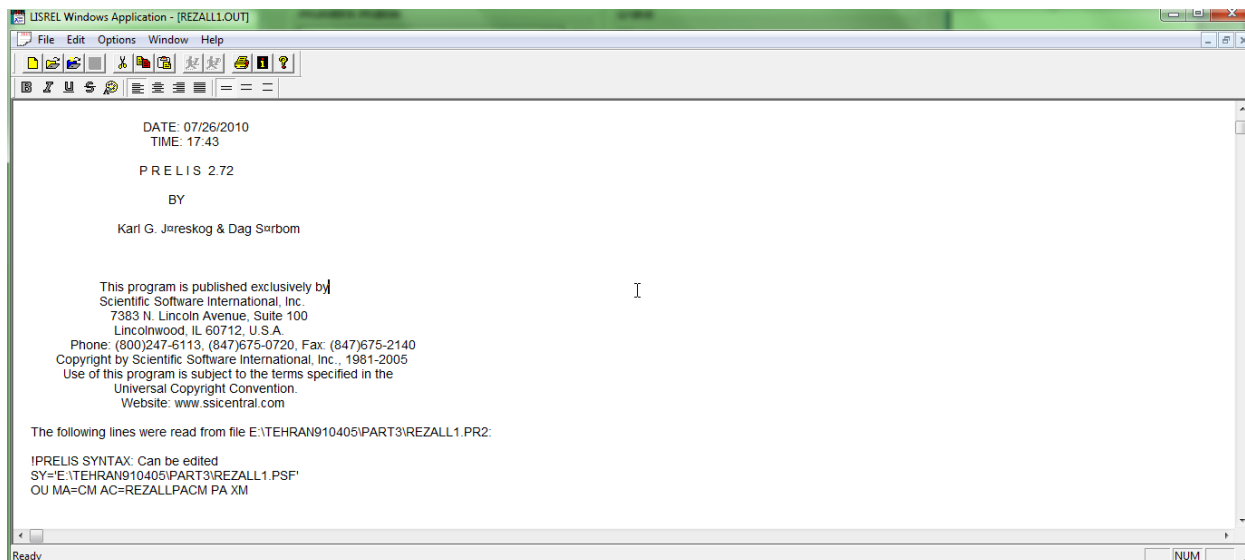 LISREL Windows Application - [REZALL1.OUT]
File Edit Options Window Help
B I U S
DATE: 07/26/2010
TIME: 17:43
P R E L I S 2.72
BY
Karl G. J¤reskog & Dag S¤rbom
This program is published exclusively by
Scientific Software International, Inc.
7383 N. Lincoln Avenue, Suite 100
Lincolnwood, IL 60712, U.S.A.
Phone: (800)247-6113, (847)675-0720, Fax: (847)675-2140
Copyright by Scientific Software International, Inc., 1981-2005
Use of this program is subject to the terms specified in the
Universal Copyright Convention.
Website: www.ssicentral.com
The following lines were read from file E:\TEHRAN910405\PART3\REZALL1.PR2:
!PRELIS SYNTAX: Can be edited
SY='E:\TEHRAN910405\PART3\REZALL1.PSF'
OU MA=CM AC=REZALLPACM PA XM
Ready NUM